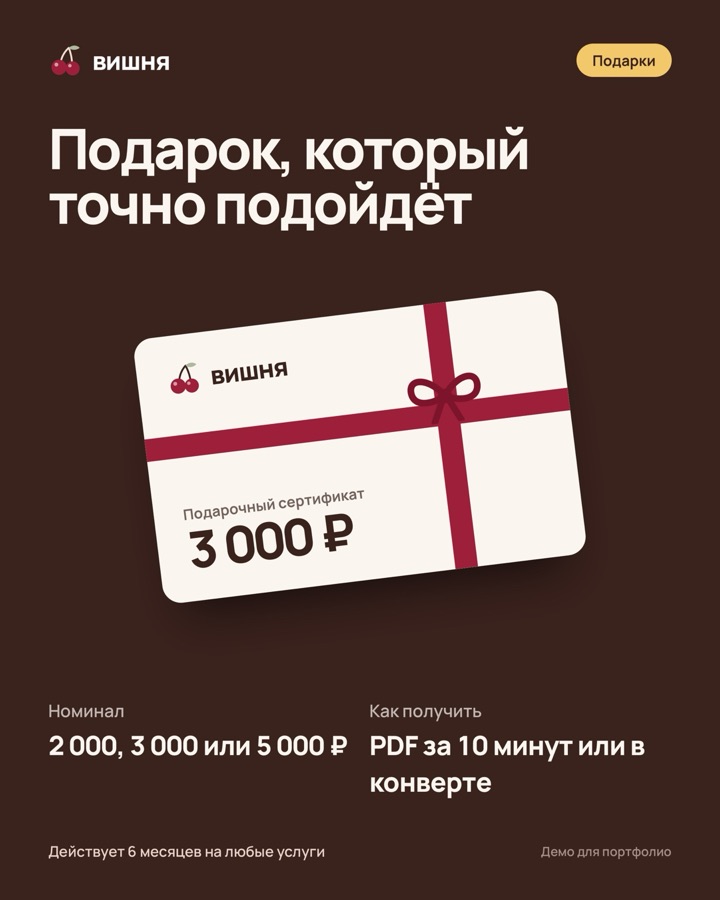 ВИШНЯ
Подарки
Подарок, который
точно подойдёт
ВИШНЯ
Подарочный сертификат
3 000 ₽
Номинал
2 000, 3 000 или 5 000 ₽
Как получить
PDF за 10 минут или в
конверте
Действует 6 месяцев на любые услуги
Демо для портфолио